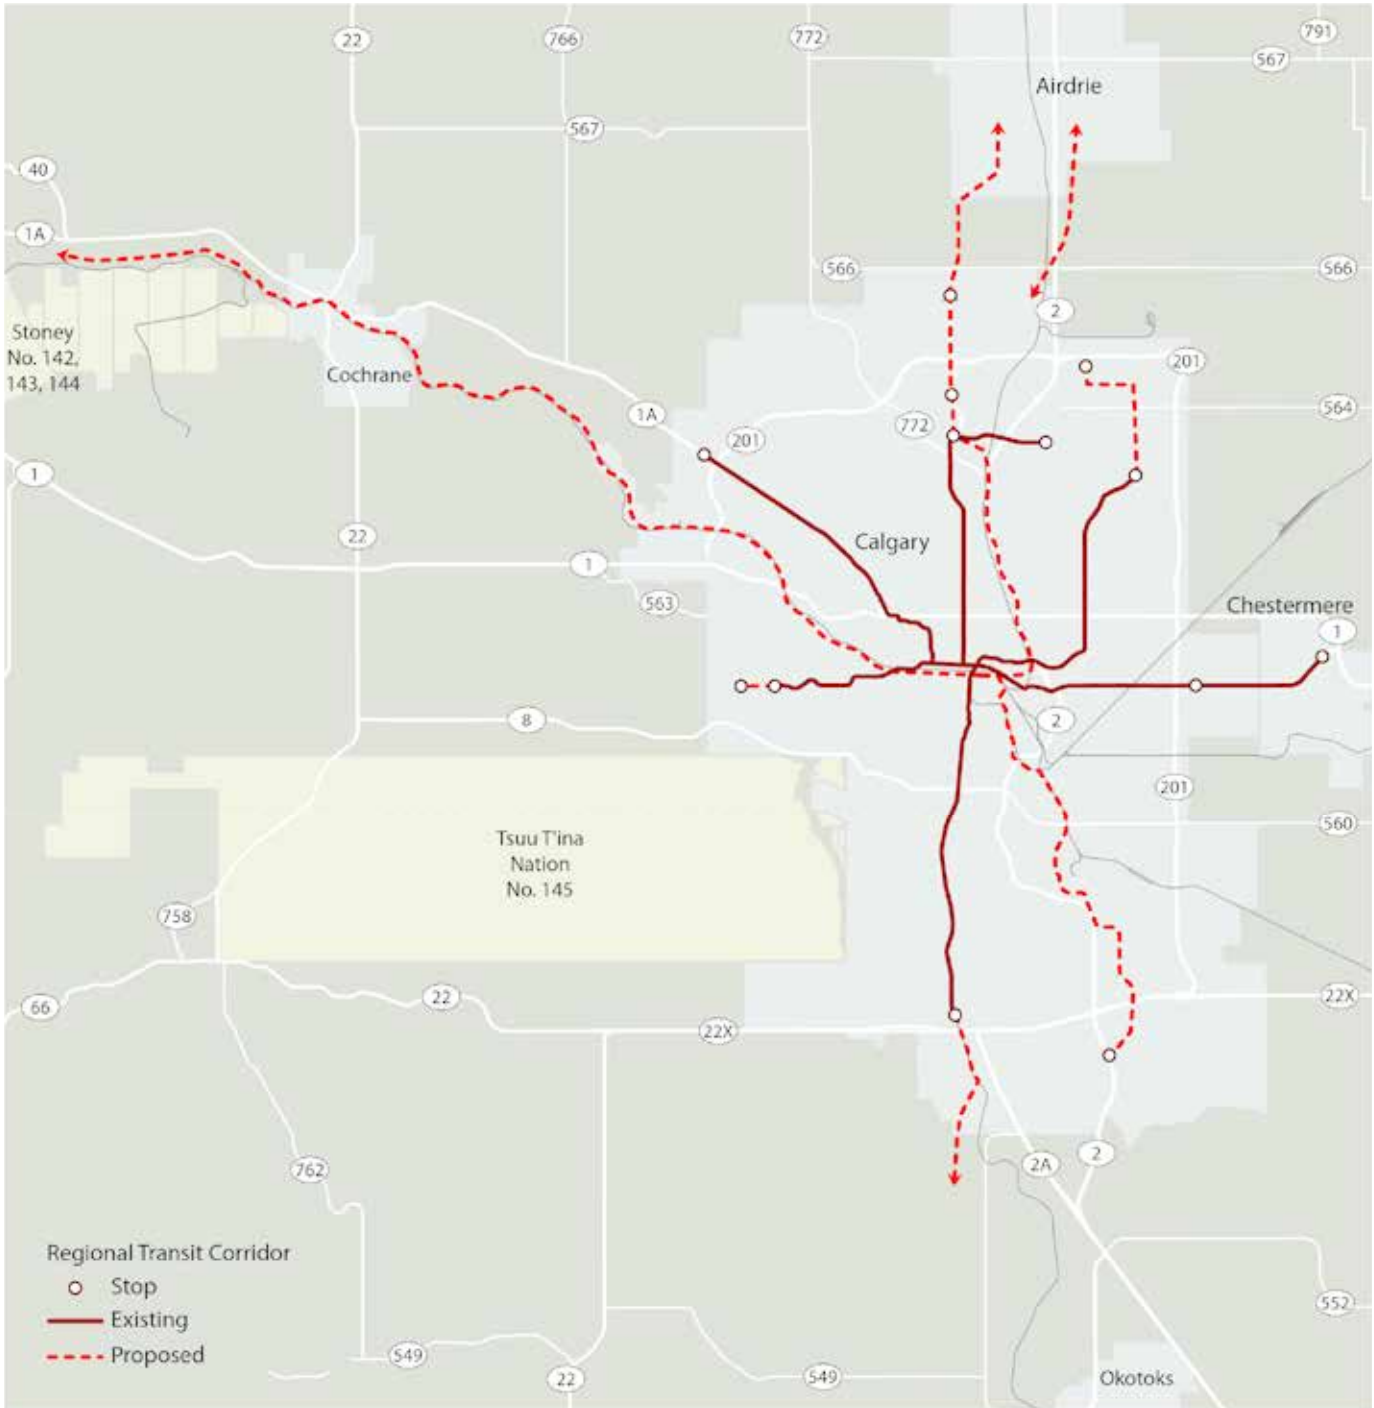 22
766
772
791
567
Airdrie
567
40
1A
566
566
2
Stoney
No. 142,
143, 144
Cochrane
201
564
1A
772
201
1
22
Calgary
1
563
Chestermere
1
8
2
201
560
Tsuu T'ina
Nation
No. 145
758
66
22
22X
22X
762
2A
2
Regional Transit Corridor
Stop
Existing
Proposed
552
549
22
549
Okotoks